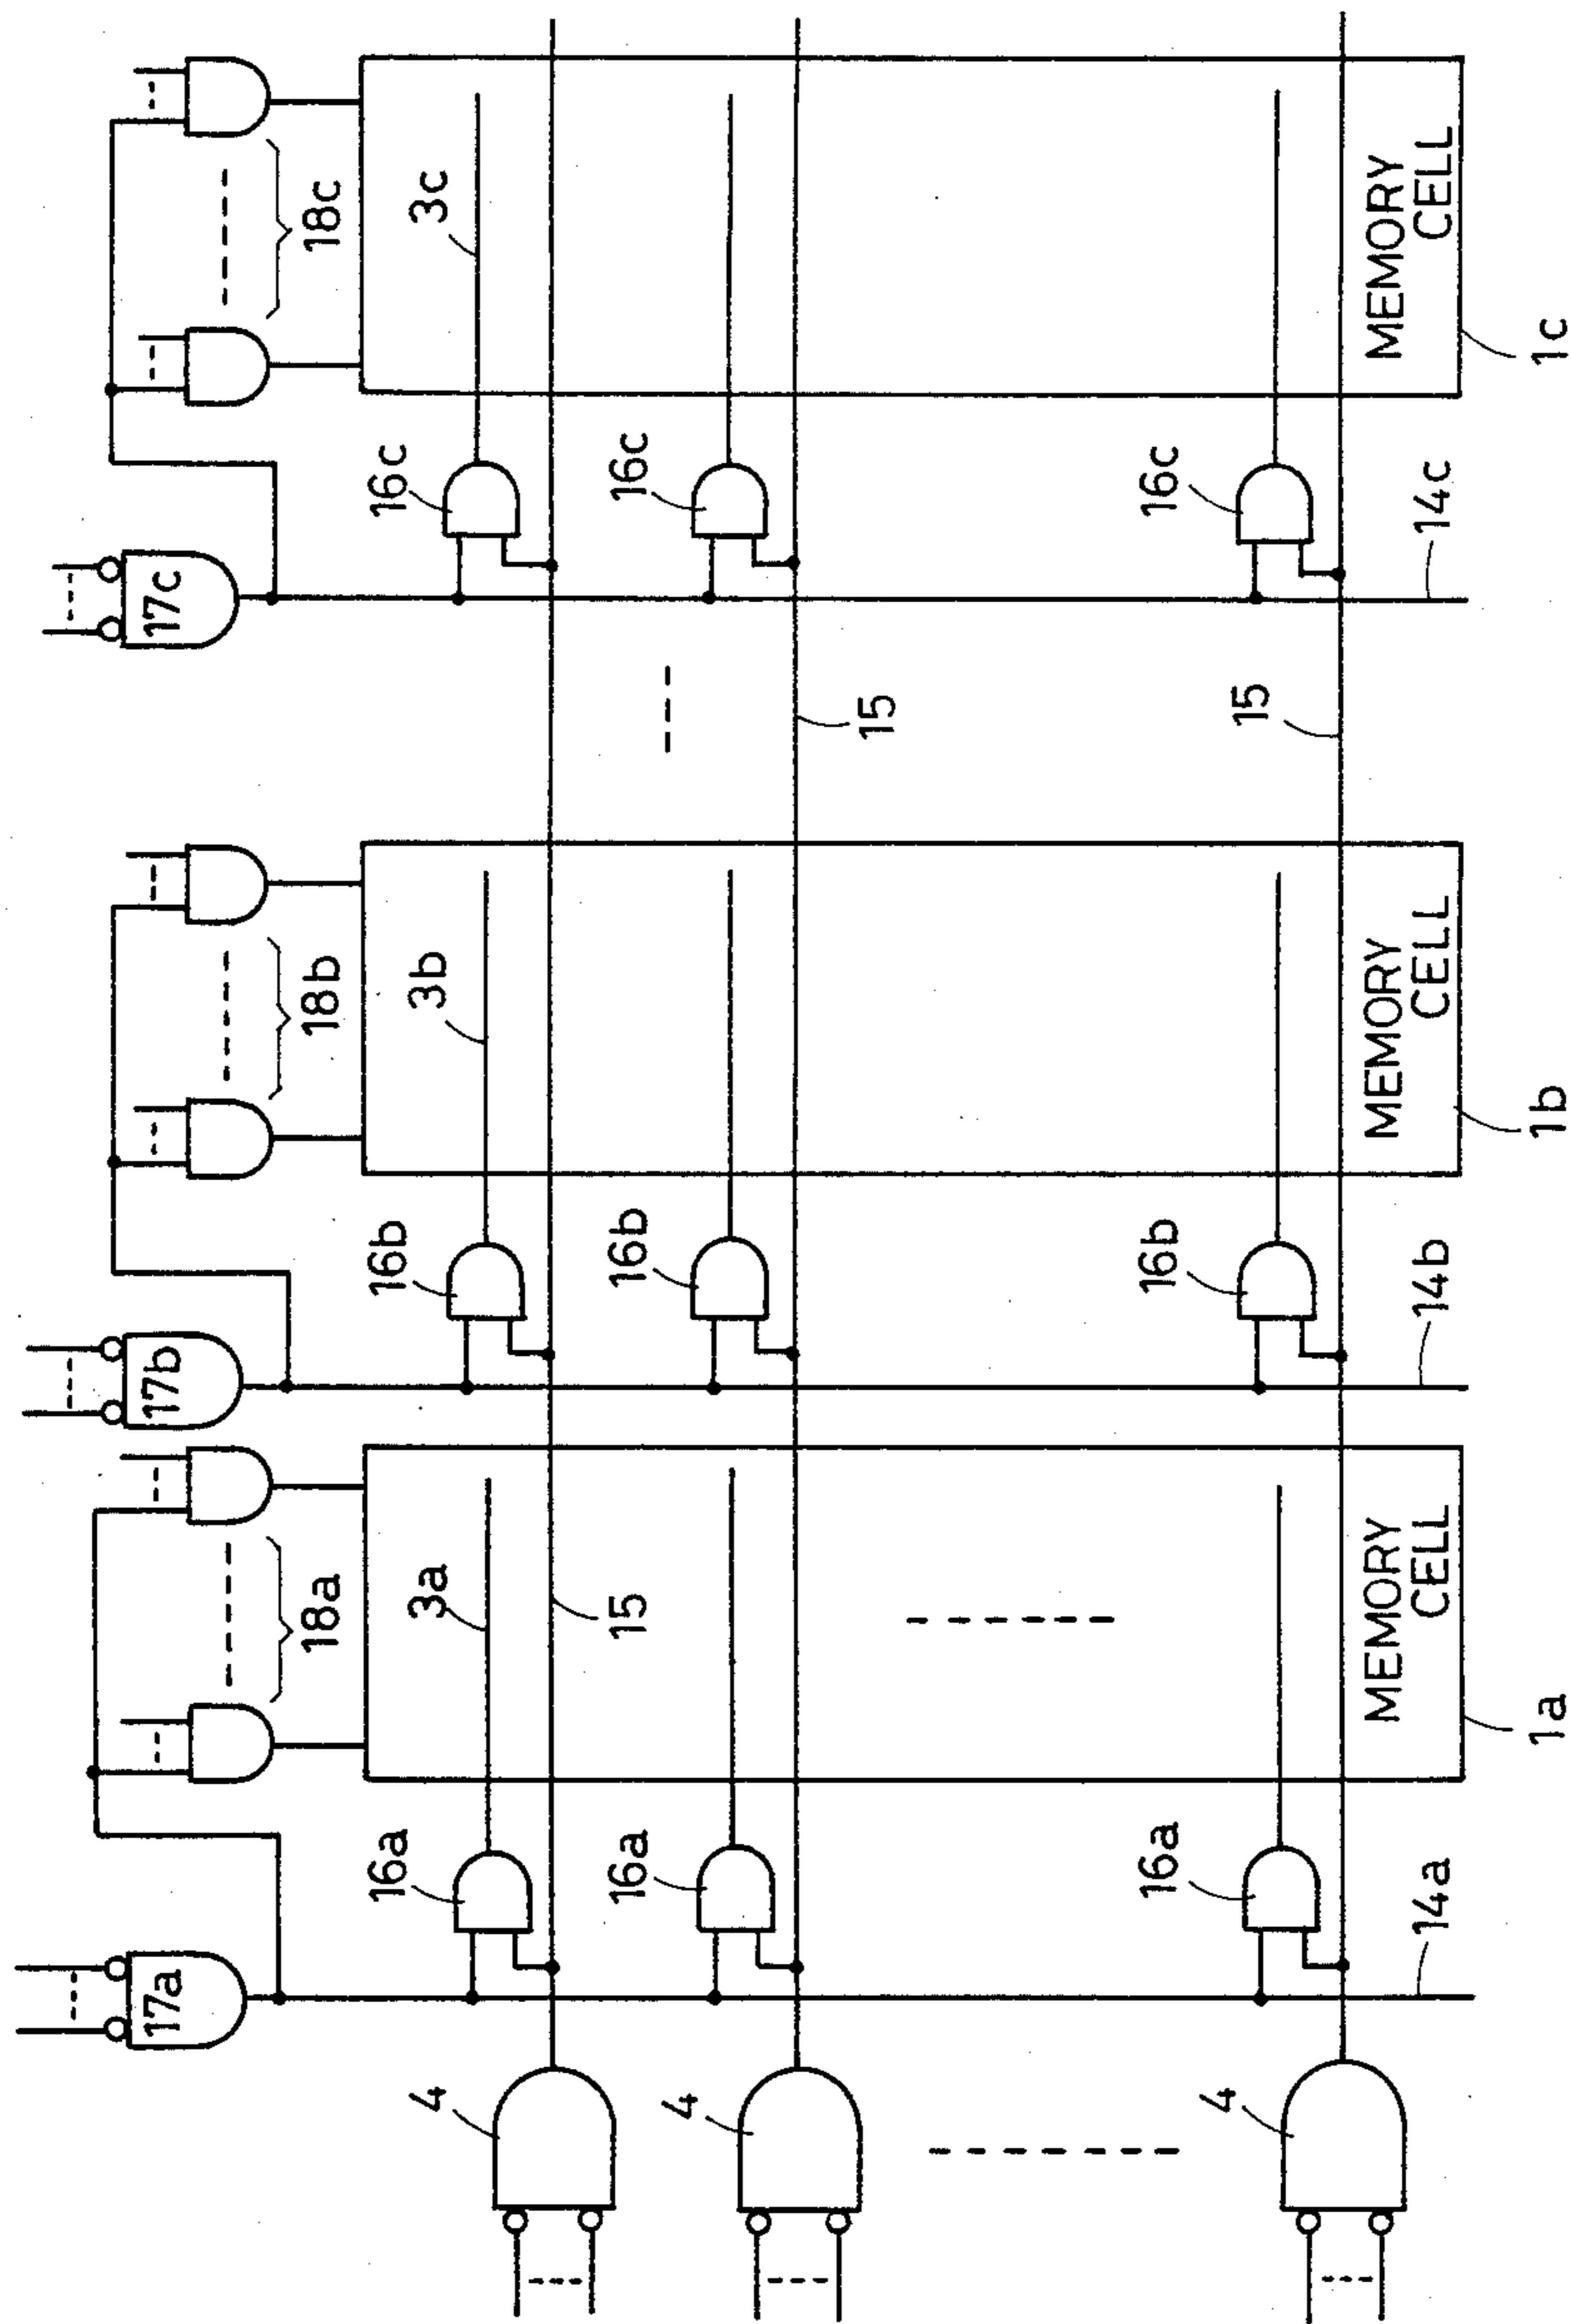 17a 17b 17c
18a 18b 18c
4 16a 3a 16b 3b 16c 3c
4 16a 15 16b 16c
15
4 16a 16b 15 16c
MEMORY MEMORY MEMORY
CELL CELL CELL
14a 14b 14c
1a 1b 1c